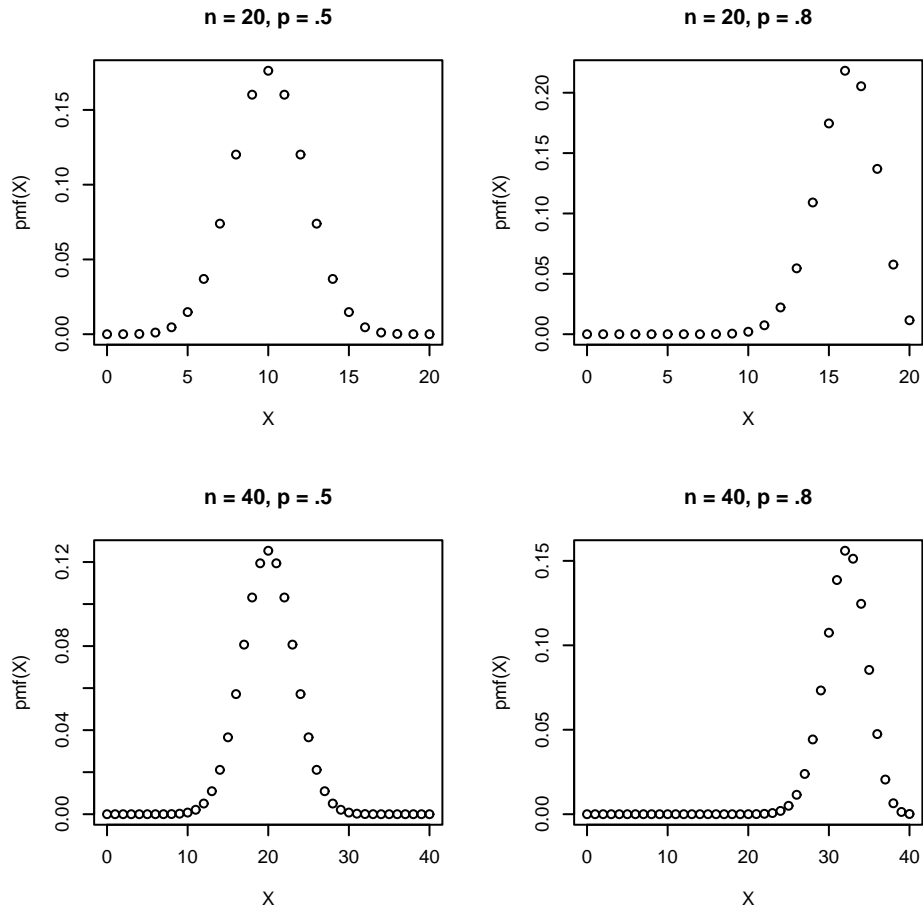 n = 20, p = .5
pmf(X)
0.15
0.10
0.05
0.00
0 5 10 15 20
X
n = 20, p = .8
pmf(X)
0.20
0.15
0.10
0.05
0.00
0 5 10 15 20
X
n = 40, p = .5
pmf(X)
0.12
0.08
0.04
0.00
0 10 20 30 40
X
n = 40, p = .8
pmf(X)
0.15
0.10
0.05
0.00
0 10 20 30 40
X